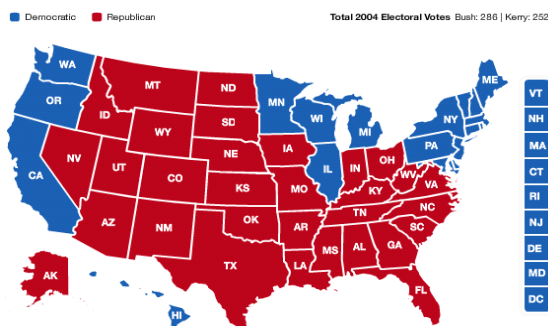 Democratic
Republican
Total 2004 Electoral Votes Bush: 286 | Kerry: 252
WA
OR
CA
NV
ID
MT
WY
UT
CO
AZ
NM
ND
SD
NE
KS
OK
TX
MN
IA
MO
AR
LA
WI
IL
MI
IN
OH
KY
TN
MS
AL
GA
FL
SC
NC
VA
WV
PA
NY
ME
AK
HI
VT
NH
MA
CT
RI
NJ
DE
MD
DC